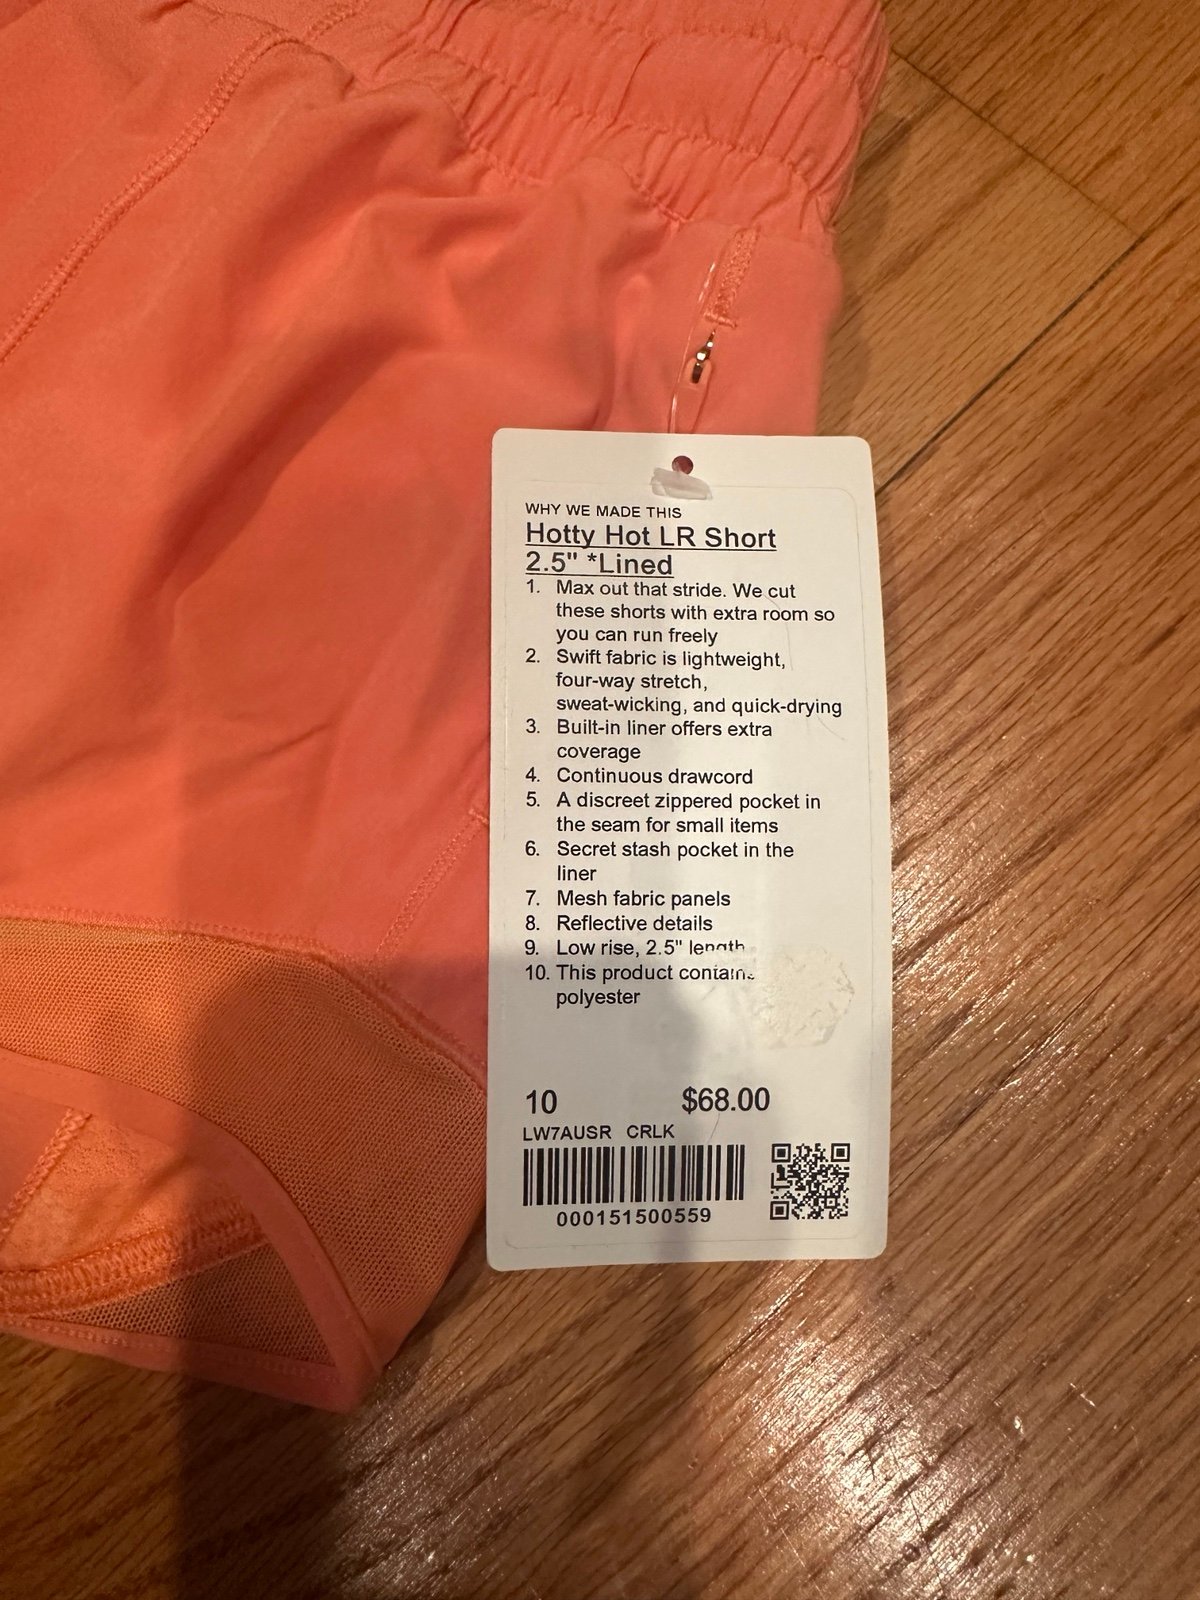 WHY WE MADE THIS
Hotty Hot LR Short
2.5" *Lined
1. Max out that stride. We cut
these shorts with extra room so
you can run freely
2. Swift fabric is lightweight,
four-way stretch,
sweat-wicking, and quick-drying
3. Built-in liner offers extra
coverage
4. Continuous drawcord
5. A discreet zippered pocket in
the seam for small items
6. Secret stash pocket in the
liner
7. Mesh fabric panels
8. Reflective details
9. Low rise, 2.5" length
10. This product contains
polyester
10 $68.00
LW7AUSR CRLK
000151500559